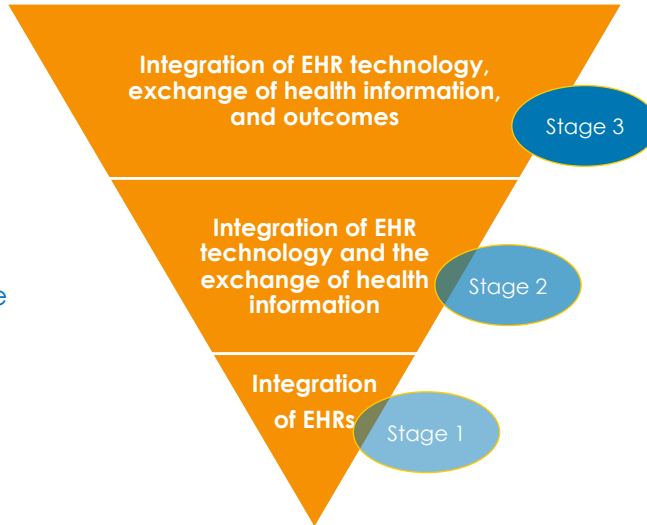 Integration of EHR technology,
exchange of health information,
and outcomes
Stage 3
Integration of EHR
technology and the
exchange of health
information
Stage 2
e
Integration
of EHRs
Stage 1